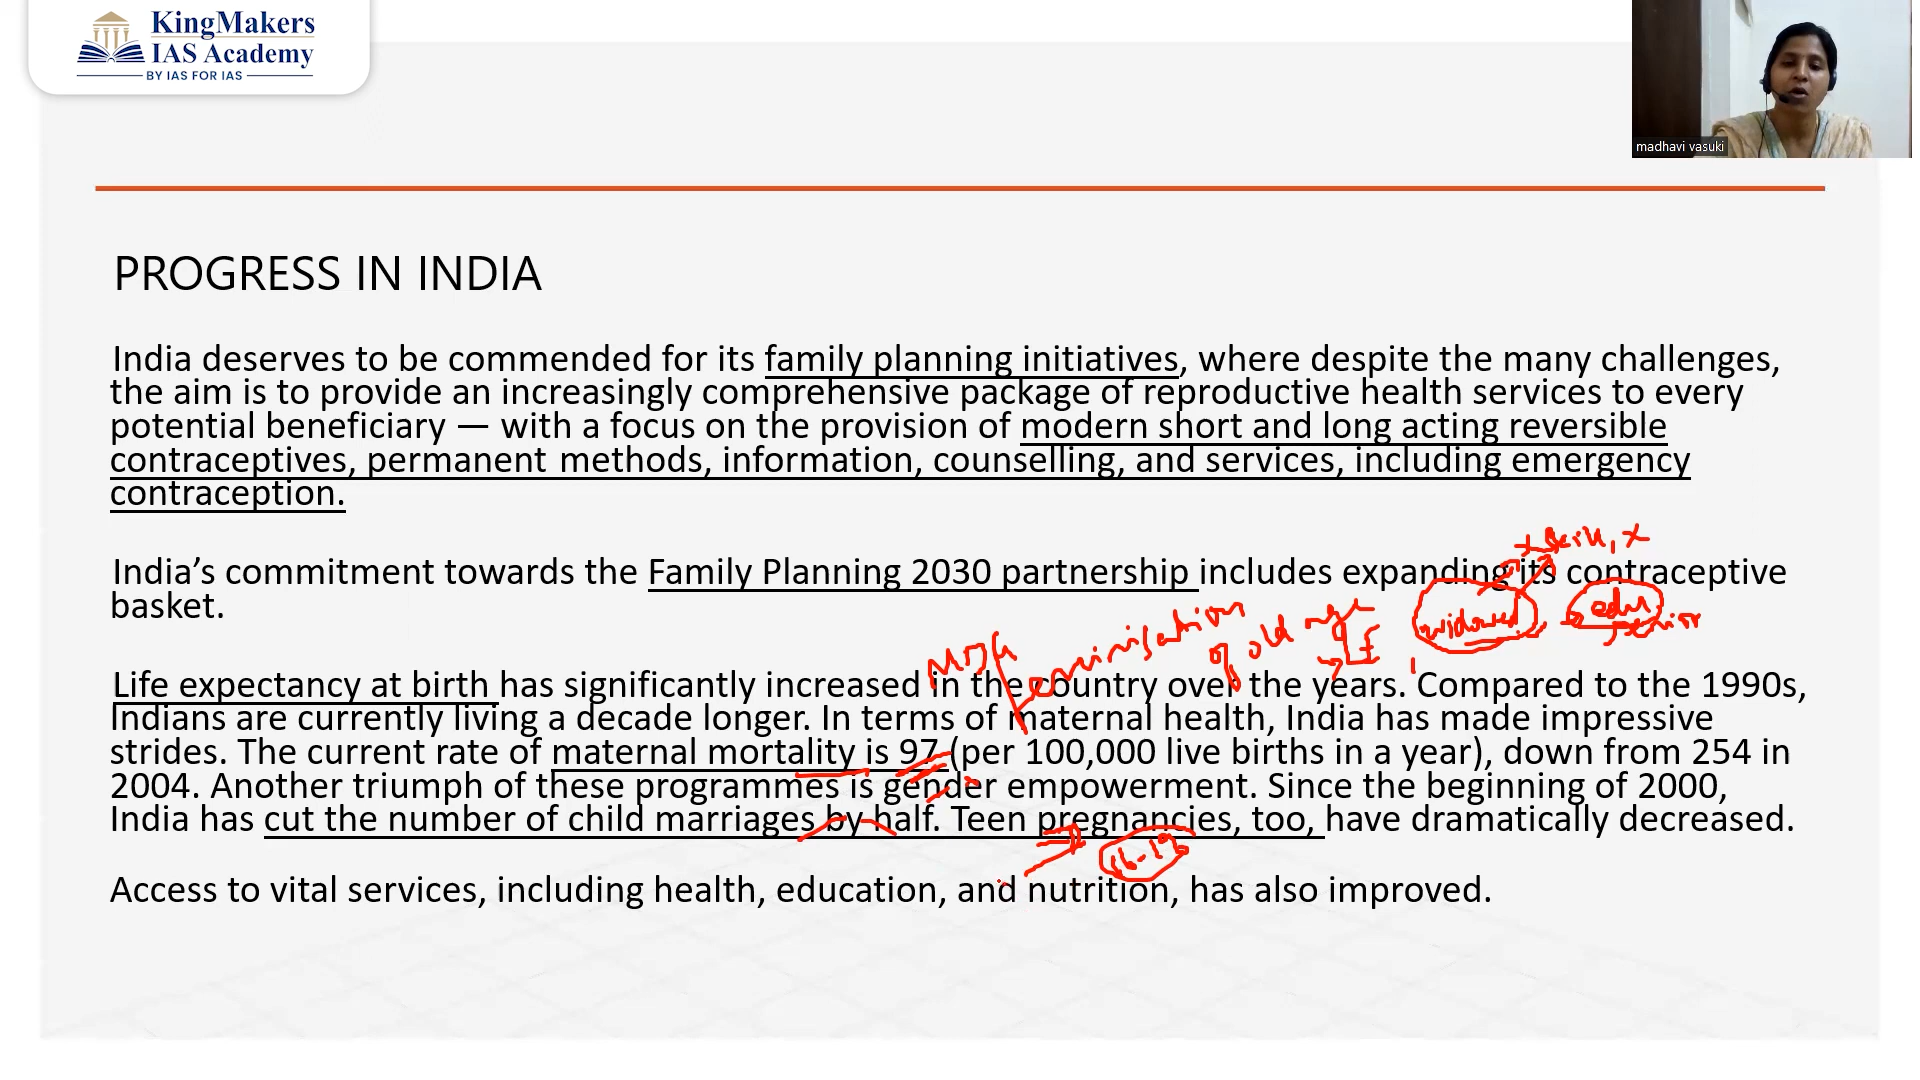 KingMakers
IAS Academy
BY IAS FOR IAS
madhavi vasuki
PROGRESS IN INDIA
India deserves to be commended for its family planning initiatives, where despite the many challenges,
the aim is to provide an increasingly comprehensive package of reproductive health services to every
potential beneficiary — with a focus on the provision of modern short and long acting reversible
contraceptives, permanent methods, information, counselling, and services, including emergency
contraception.
India’s commitment towards the Family Planning 2030 partnership includes expanding its contraceptive
basket.
widowed edu
feminisation of old age
Life expectancy at birth has significantly increased in the country over the years. Compared to the 1990s,
Indians are currently living a decade longer. In terms of maternal health, India has made impressive
strides. The current rate of maternal mortality is 97 (per 100,000 live births in a year), down from 254 in
2004. Another triumph of these programmes is gender empowerment. Since the beginning of 2000,
India has cut the number of child marriages by half. Teen pregnancies, too, have dramatically decreased.
16-19
Access to vital services, including health, education, and nutrition, has also improved.